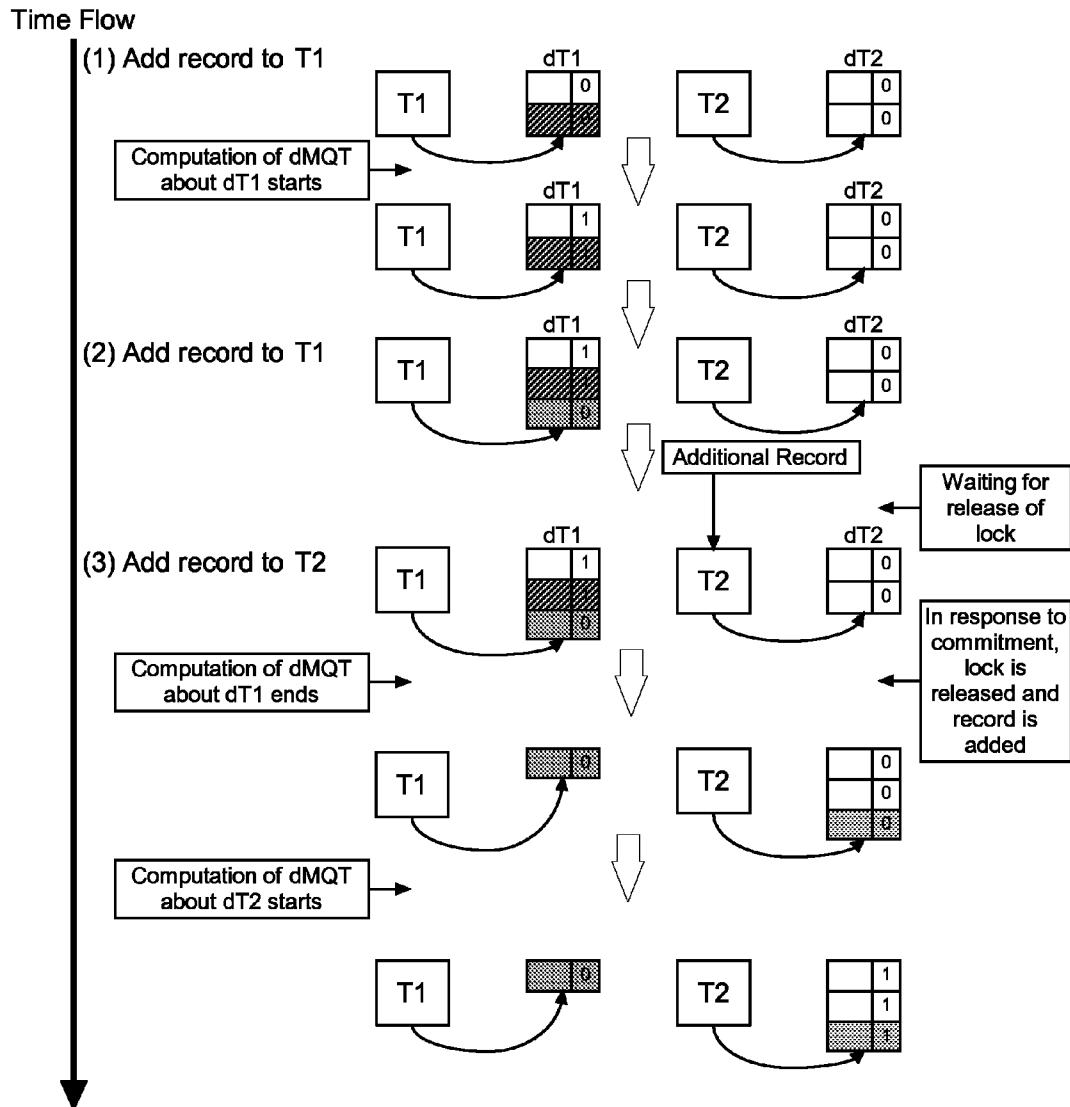 Time Flow
(1) Add record to T1
dT1
dT2
T1
0
0
T2
0
0
Computation of dMQT
about dT1 starts
dT1
dT2
T1
1
T2
0
0
(2) Add record to T1
dT1
dT2
T1
1
0
T2
0
0
Additional Record
Waiting for
release of
lock
(3) Add record to T2
dT1
dT2
T1
1
0
T2
0
0
Computation of dMQT
about dT1 ends
In response to
commitment,
lock is
released and
record is
added
T1
0
T2
0
0
0
Computation of dMQT
about dT2 starts
T1
0
T2
1
1
1